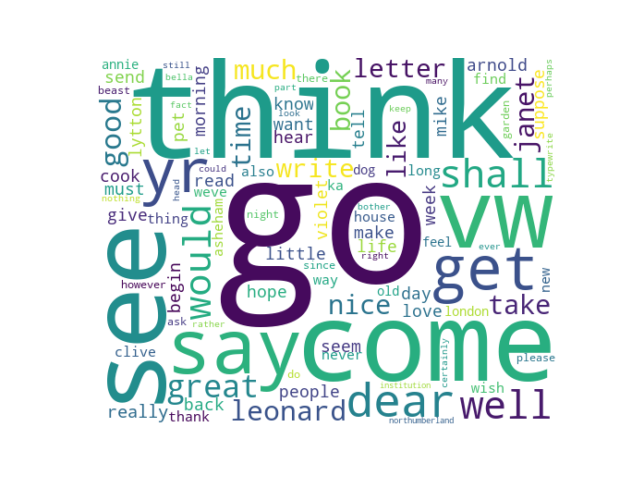 annie still think much letter arnold
send bella there many find perhaps
beast part
good lytton pet fact morning time know look book tell mike keep garden janet suppose
want let hear like typewrite
cook yr also could read write dog long shall
must weve head violet ka
give thing nothing go night bother house make week get vw
see would asheham little life feel ever new
however begin since right
hope way old day love london take
ask say rather nice come
clive seem never certainly please
do
great people institution wish
really back leonard dear well
thank northumberland